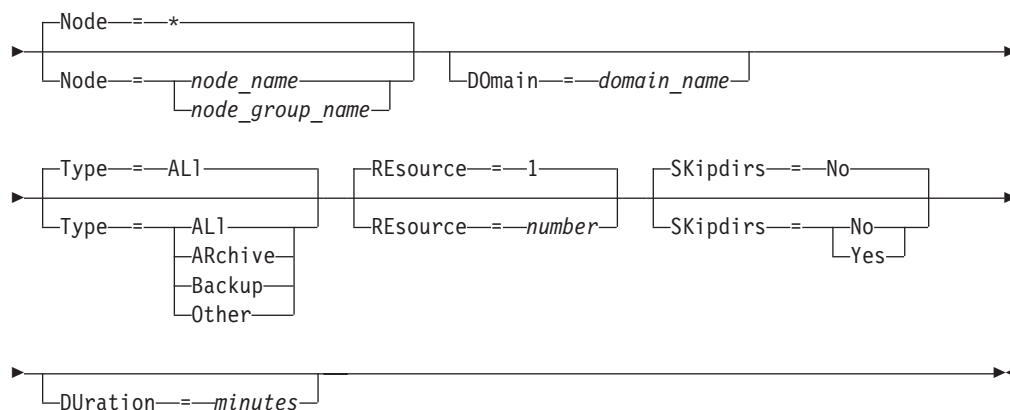 Node = *
Node = node_name
node_group_name
DOmain = domain_name
Type = ALl
Type = ALl
ARchive
Backup
Other
REsource = 1
REsource = number
SKipdirs = No
SKipdirs = No
Yes
DUration = minutes